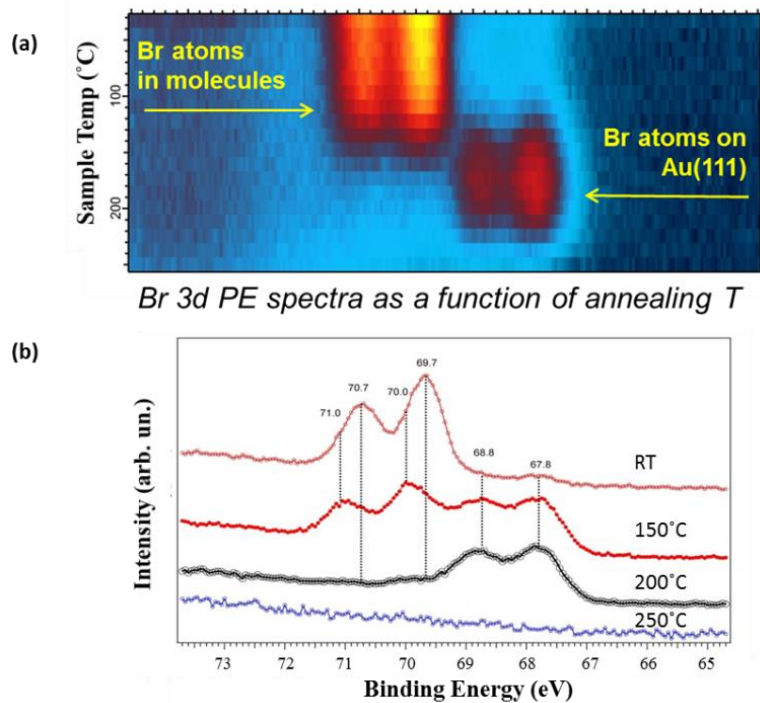 (a)
Br atoms
in molecules
Br atoms on
Au(111)
Sample Temp (˚C)
100
200
Br 3d PE spectra as a function of annealing T
(b)
69.7
70.7
70.0
71.0
68.8
67.8
RT
150˚C
200˚C
250˚C
Intensity (arb. un.)
73 72 71 70 69 68 67 66 65
Binding Energy (eV)